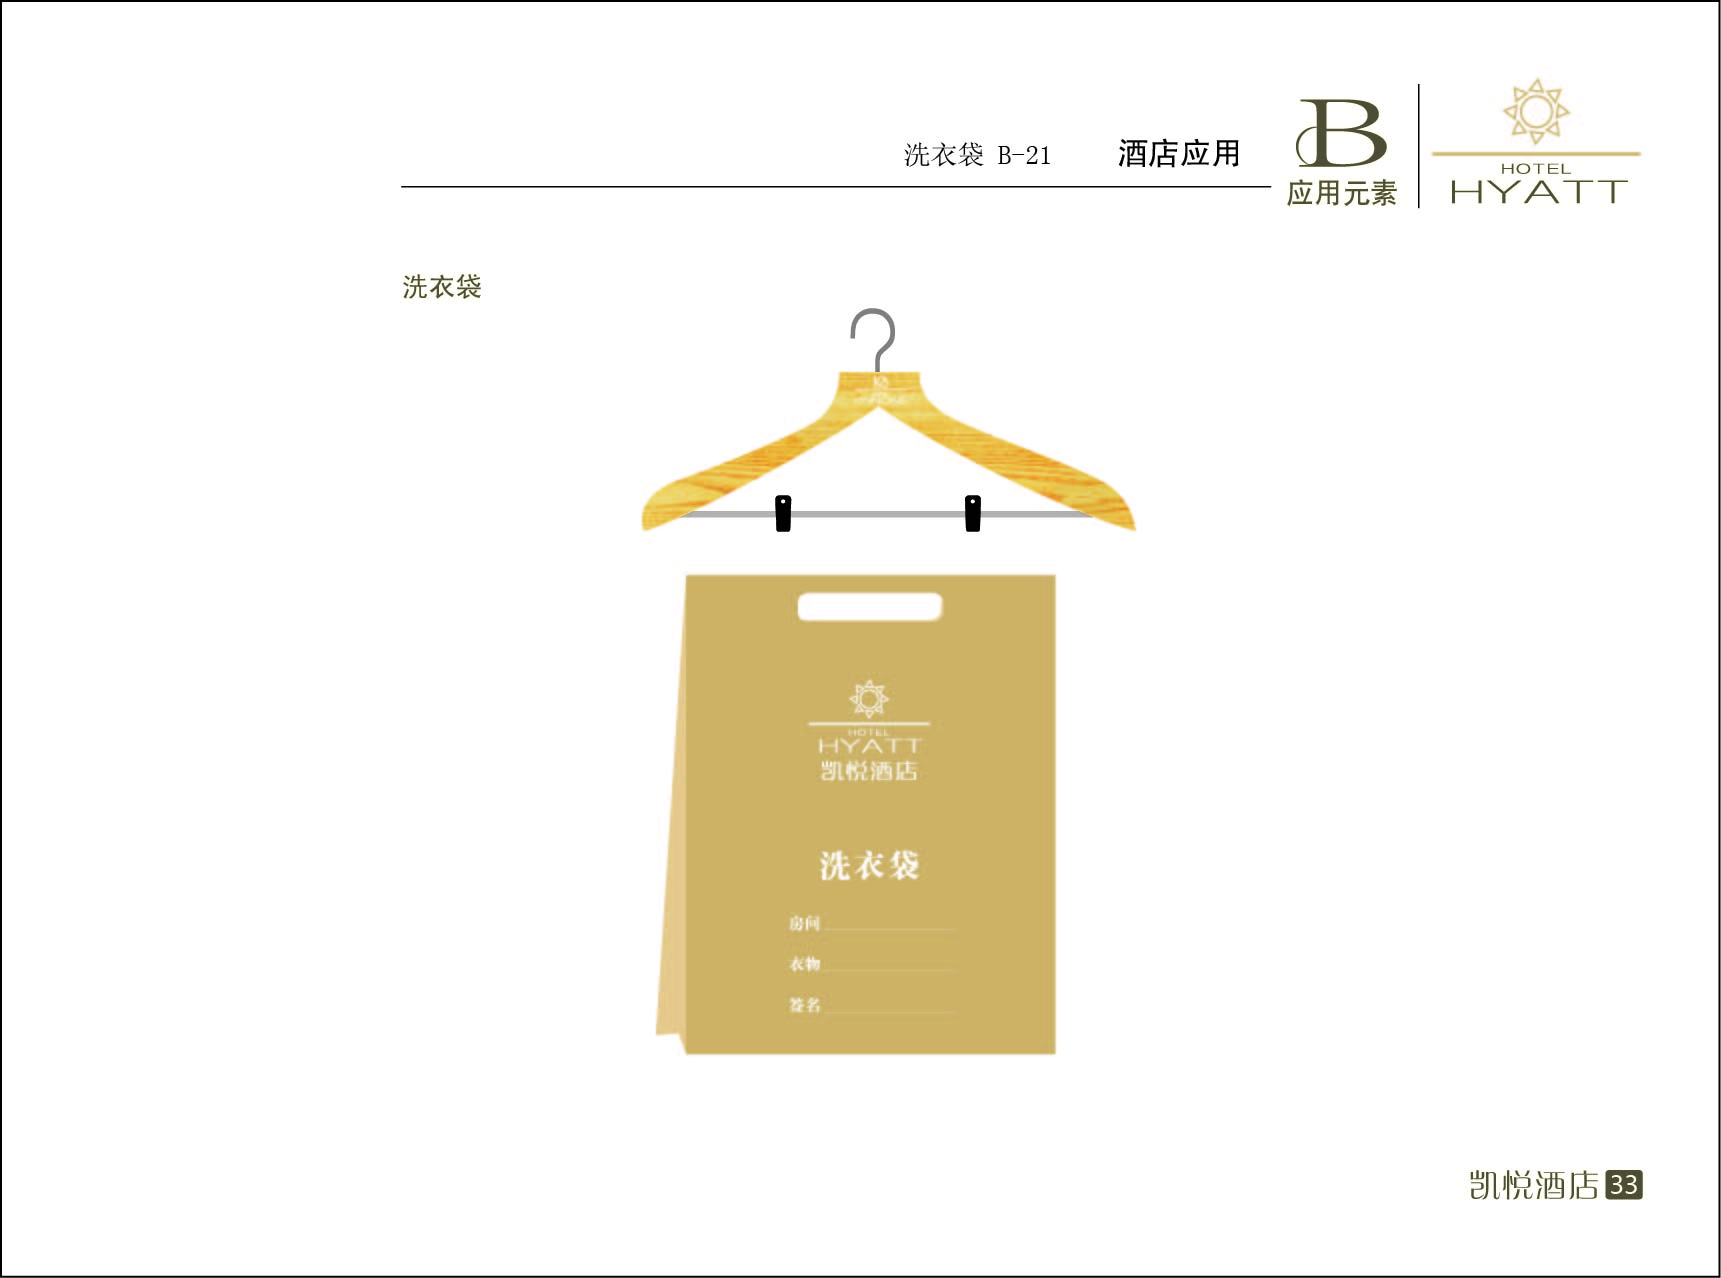 洗衣袋 B-21 酒店应用
B
应用元素
HOTEL
HYATT
洗衣袋
HOTEL
HYATT
凯悦酒店
洗衣袋
房间
衣物
签名
凯悦酒店 33